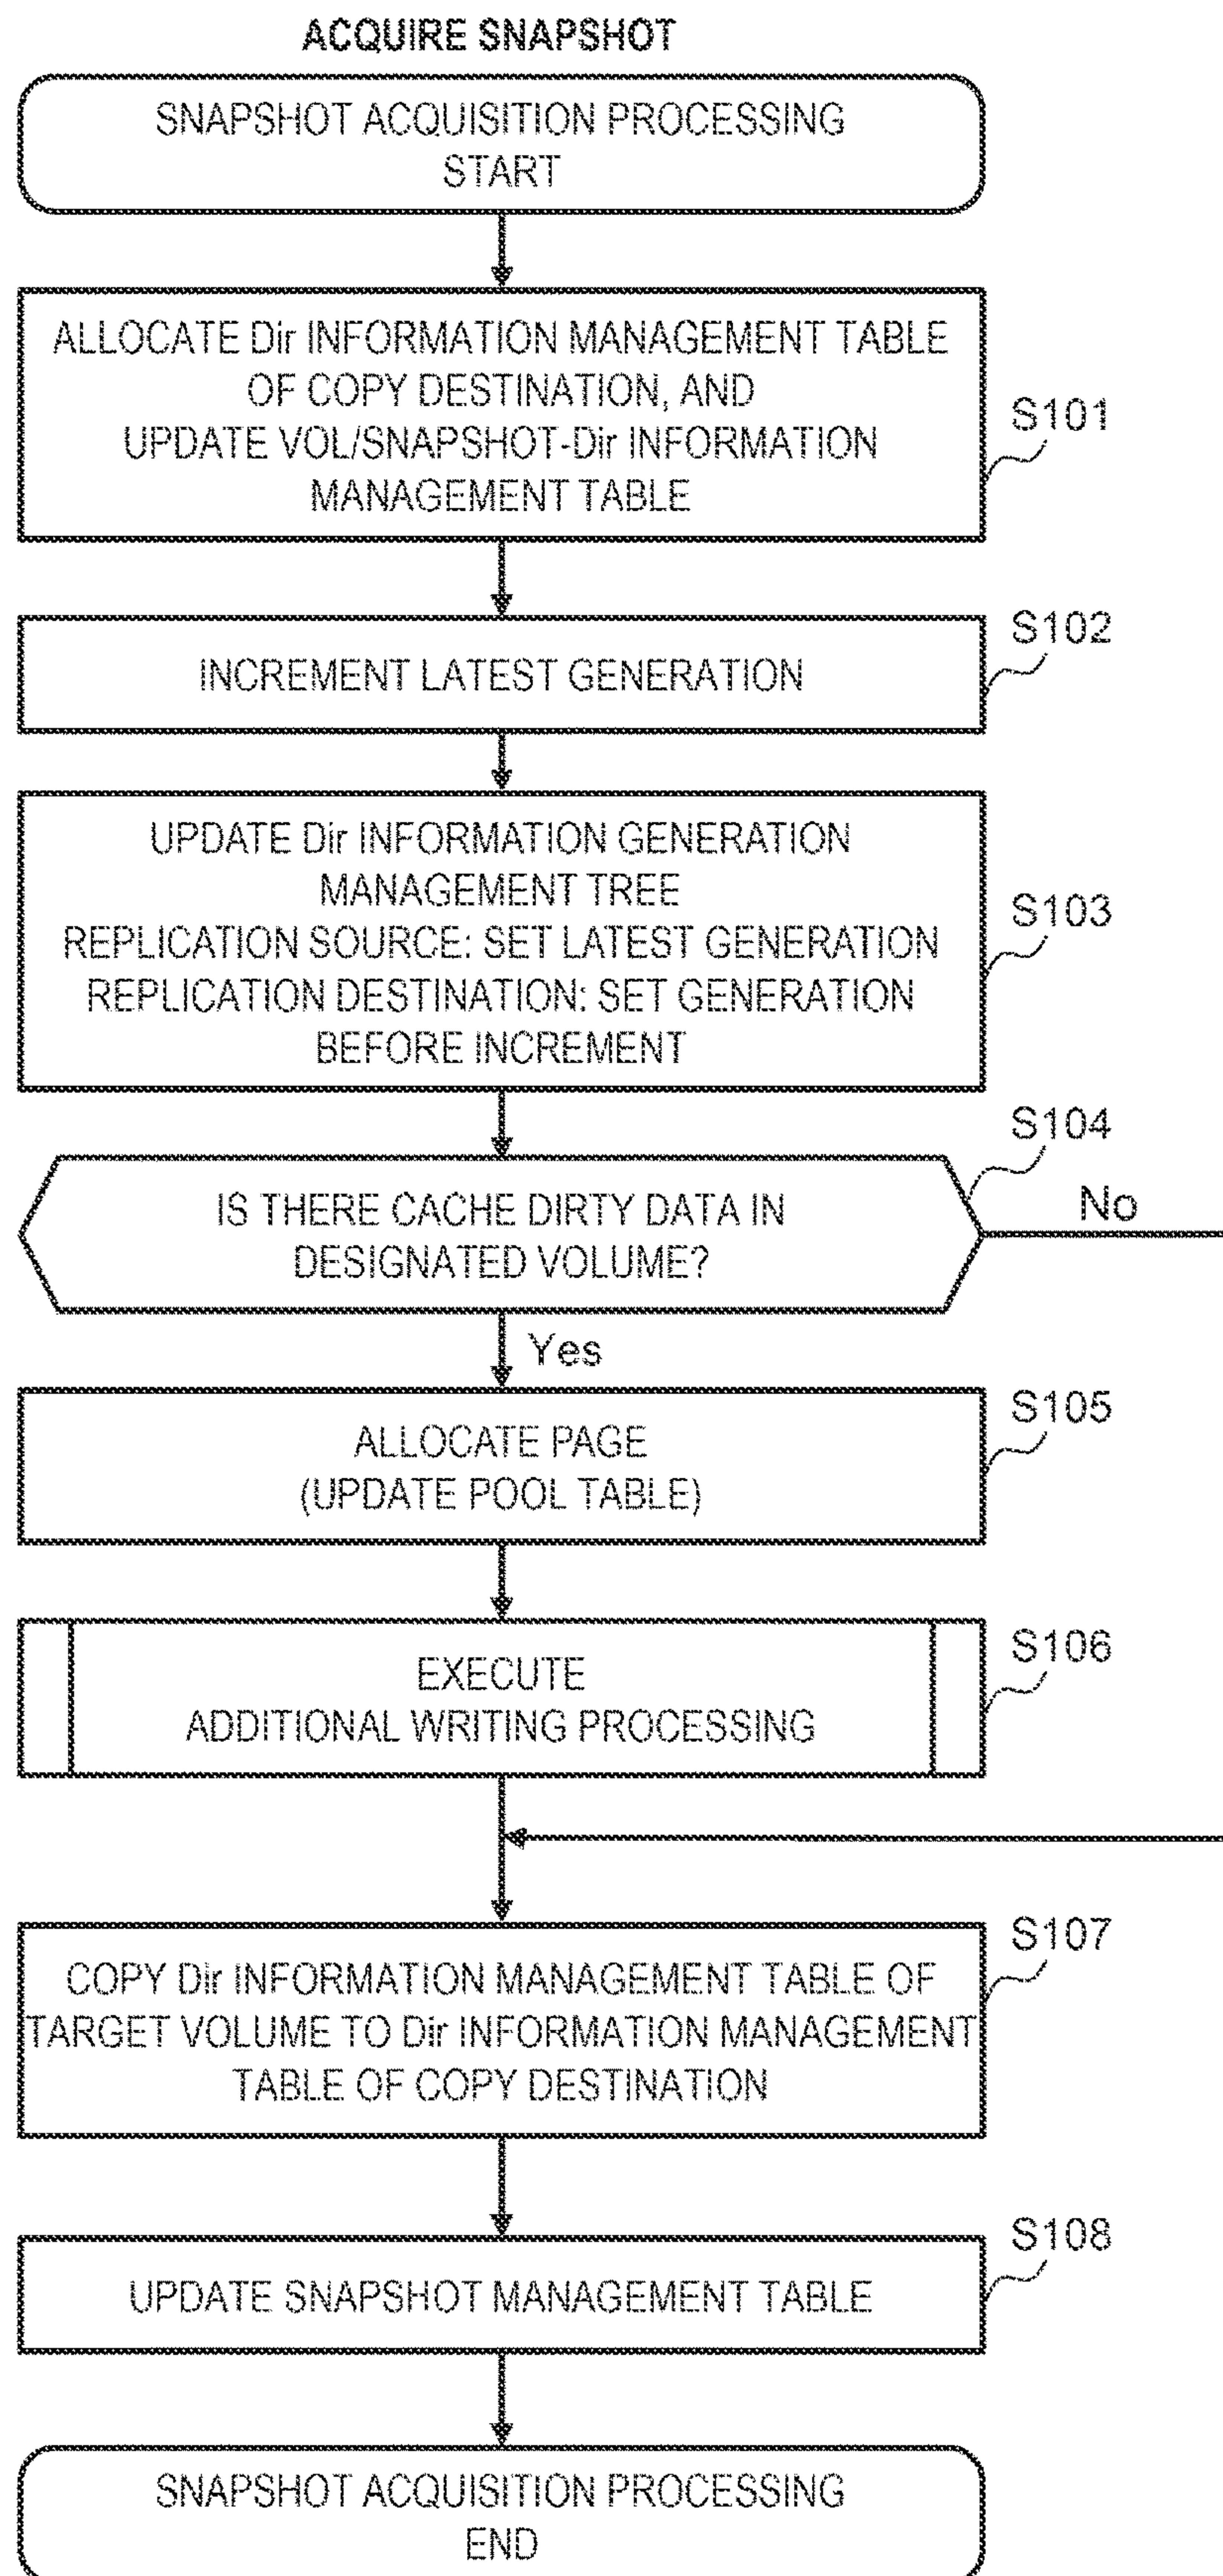 ACQUIRE SNAPSHOT
SNAPSHOT ACQUISITION PROCESSING
START
ALLOCATE Dir INFORMATION MANAGEMENT TABLE
OF COPY DESTINATION, AND
UPDATE VOL/SNAPSHOT-Dir INFORMATION
MANAGEMENT TABLE
S101
INCREMENT LATEST GENERATION
S102
UPDATE Dir INFORMATION GENERATION
MANAGEMENT TREE
REPLICATION SOURCE: SET LATEST GENERATION
REPLICATION DESTINATION: SET GENERATION
BEFORE INCREMENT
S103
IS THERE CACHE DIRTY DATA IN
DESIGNATED VOLUME?
S104
No
Yes
ALLOCATE PAGE
(UPDATE POOL TABLE)
S105
EXECUTE
ADDITIONAL WRITING PROCESSING
S106
COPY Dir INFORMATION MANAGEMENT TABLE OF
TARGET VOLUME TO Dir INFORMATION MANAGEMENT
TABLE OF COPY DESTINATION
S107
UPDATE SNAPSHOT MANAGEMENT TABLE
S108
SNAPSHOT ACQUISITION PROCESSING
END